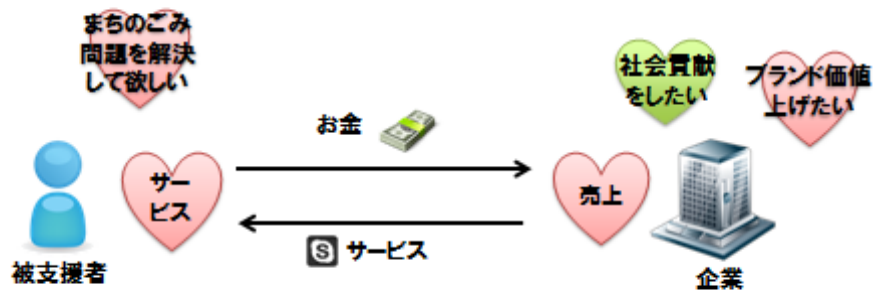 まちのごみ
問題を解決
して欲しい
社会貢献
をしたい
ブランド価値
上げたい
お金
サー
ビス
売上
S サービス
被支援者
企業